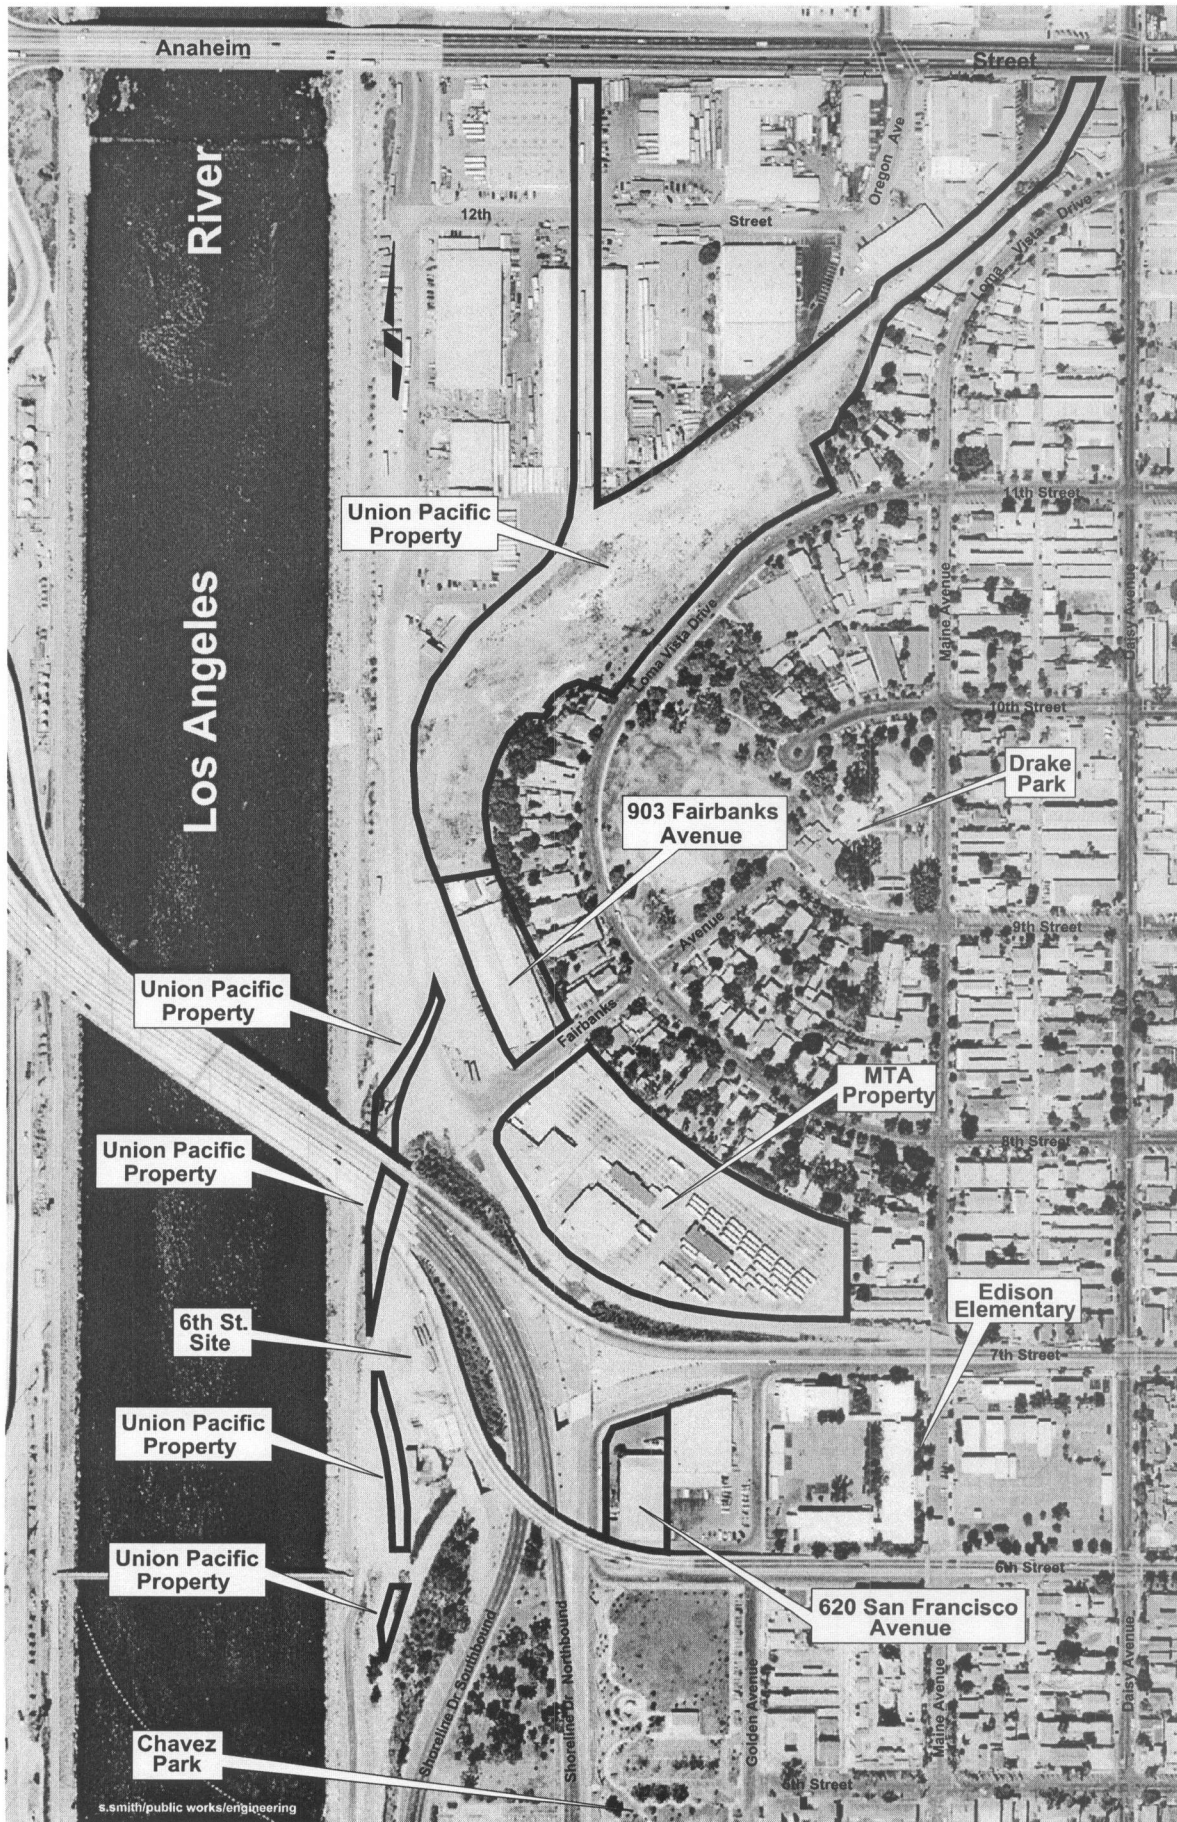 Anaheim
Street
River
Oregon Ave
12th
Street
Loma Vista Drive
11th Street
Union Pacific
Property
Los Angeles
Maine Avenue
Daisy Avenue
Loma Vista Drive
10th Street
Drake
Park
903 Fairbanks
Avenue
9th Street
Fairbanks
Avenue
Union Pacific
Property
MTA
Property
8th Street
Union Pacific
Property
Edison
Elementary
6th St.
Site
7th Street
Union Pacific
Property
Union Pacific
Property
6th Street
620 San Francisco
Avenue
Shoreline Dr Southbound
Shoreline Dr Northbound
Golden Avenue
Maine Avenue
Daisy Avenue
Chavez
Park
6th Street
s.smith/public works/engineering